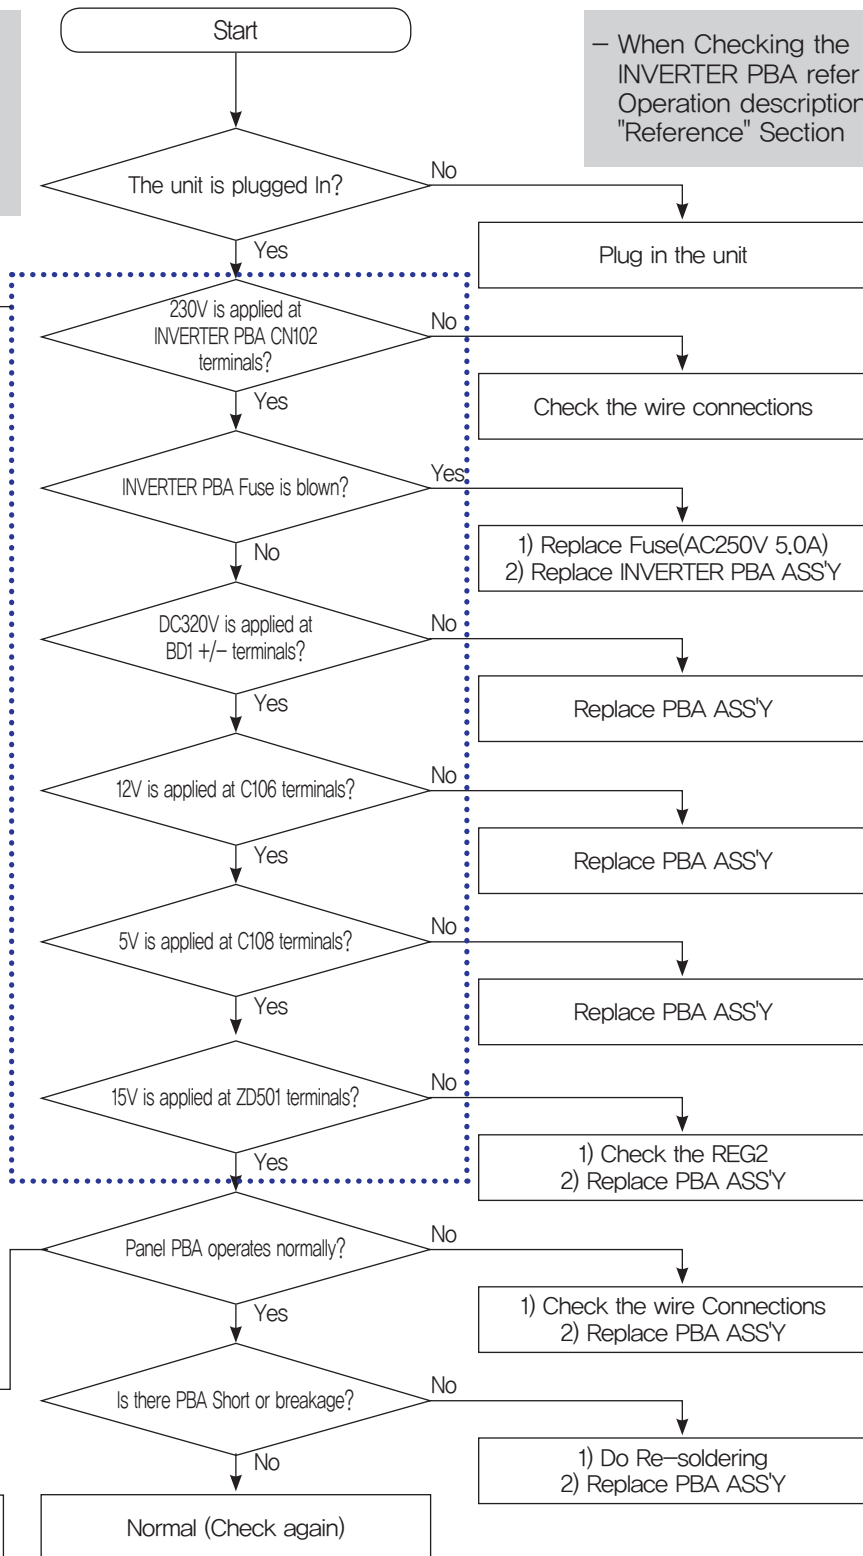 Start
– When Checking the
INVERTER PBA refer
Operation description
"Reference" Section
The unit is plugged In?
No
Yes
Plug in the unit
230V is applied at
INVERTER PBA CN102
terminals?
No
Yes
Check the wire connections
INVERTER PBA Fuse is blown?
Yes
No
1) Replace Fuse(AC250V 5.0A)
2) Replace INVERTER PBA ASS'Y
DC320V is applied at
BD1 +/– terminals?
No
Yes
Replace PBA ASS'Y
12V is applied at C106 terminals?
No
Yes
Replace PBA ASS'Y
5V is applied at C108 terminals?
No
Yes
Replace PBA ASS'Y
15V is applied at ZD501 terminals?
No
Yes
1) Check the REG2
2) Replace PBA ASS'Y
Panel PBA operates normally?
No
Yes
1) Check the wire Connections
2) Replace PBA ASS'Y
Is there PBA Short or breakage?
No
No
1) Do Re–soldering
2) Replace PBA ASS'Y
Normal (Check again)